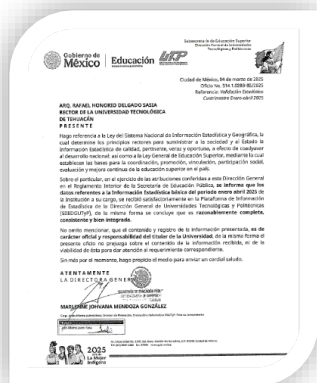 Subsecretaría de Educación Superior
Dirección General de Universidades
Tecnológicas y Politécnicas
Gobierno de
México
Educación
Ciudad de México, 04 de marzo de 2025
Referencia: Validación Estadística
Cuatrimestre Enero-abril 2025
ARQ. RAFAEL HONORIO DELGADO SASIA
RECTOR DE LA UNIVERSIDAD TECNOLÓGICA
DE TEHUACÁN
P R E S E N T E
Hago referencia a la Ley del Sistema Nacional de Información Estadística y Geográfica, la
cual determina los principios rectores para suministrar a la sociedad y al Estado la
información estadística de calidad, pertinente, veraz y oportuna, a efecto de coadyuvar
al desarrollo nacional; así como a la Ley General de Educación Superior, mediante la cual
establecen las bases para la coordinación, promoción, vinculación, participación social,
evaluación y mejora continua de la educación superior en el país.
Sobre el particular, en el ejercicio de las atribuciones conferidas a esta Dirección General
en el Reglamento Interior de la Secretaría de Educación Pública, se informa que los
datos referentes a la Información Estadística básica del periodo enero abril 2025 de
la institución a su cargo, se recibió satisfactoriamente en la Plataforma de Información
de Estadística de la Dirección General de Universidades Tecnológicas y Politécnicas
de la misma forma se concluye que es razonablemente completa,
consistente y bien integrada.
No omito mencionar, que el contenido y registro de la información presentada, es de
carácter oficial y responsabilidad del titular de la Universidad, de la misma forma el
presente oficio no prejuzga sobre el contenido de la información recibida, ni de la
viabilidad de ésta para dar atención al requerimiento correspondiente.
Sin más por el momento, hago propicio el medio para enviar un cordial saludo.
A T E N T A M E N T E
LA DIRECTORA GENERAL
MARLENNE JOHVANA MENDOZA GONZÁLEZ
2025
Año de
La Mujer
Indígena